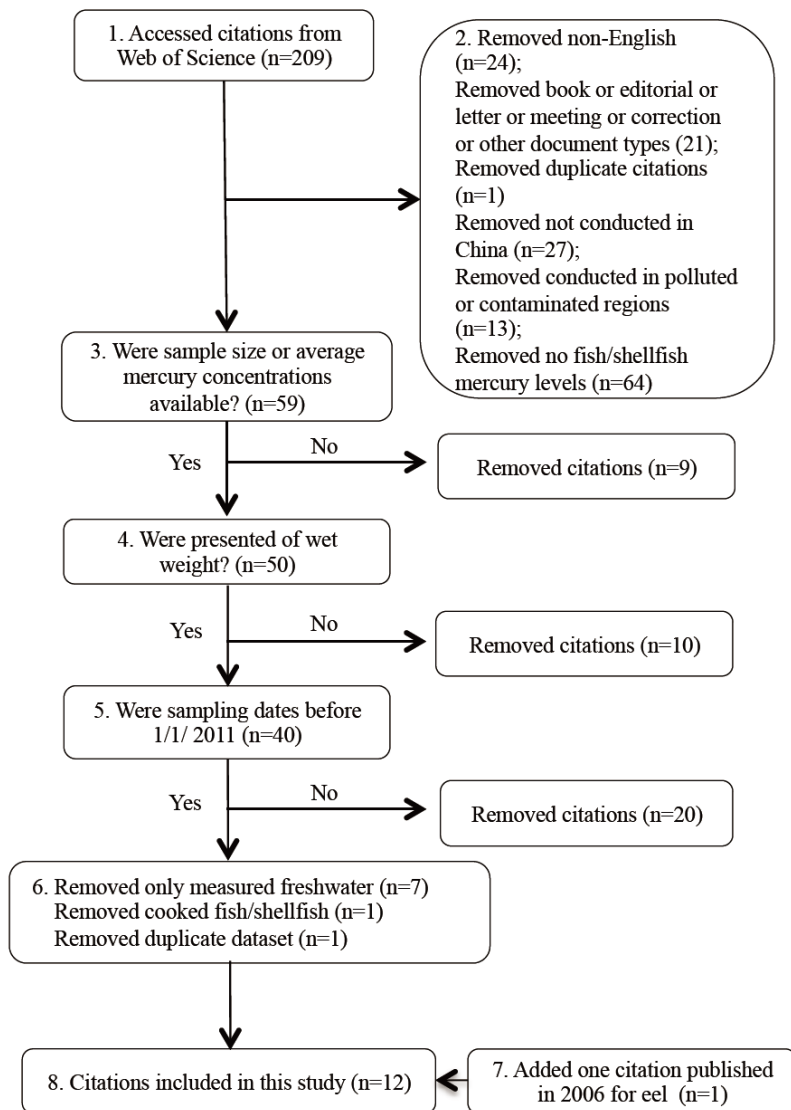 1. Accessed citations from
Web of Science (n=209)
2. Removed non-English
(n=24);
Removed book or editorial or
letter or meeting or correction
or other document types (21);
Removed duplicate citations
(n=1)
Removed not conducted in
China (n=27);
Removed conducted in polluted
or contaminated regions
(n=13);
Removed no fish/shellfish
mercury levels (n=64)
3. Were sample size or average
mercury concentrations
available? (n=59)
Yes
No
Removed citations (n=9)
4. Were presented of wet
weight? (n=50)
Yes
No
Removed citations (n=10)
5. Were sampling dates before
1/1/ 2011 (n=40)
Yes
No
Removed citations (n=20)
6. Removed only measured freshwater (n=7)
Removed cooked fish/shellfish (n=1)
Removed duplicate dataset (n=1)
8. Citations included in this study (n=12)
7. Added one citation published
in 2006 for eel (n=1)